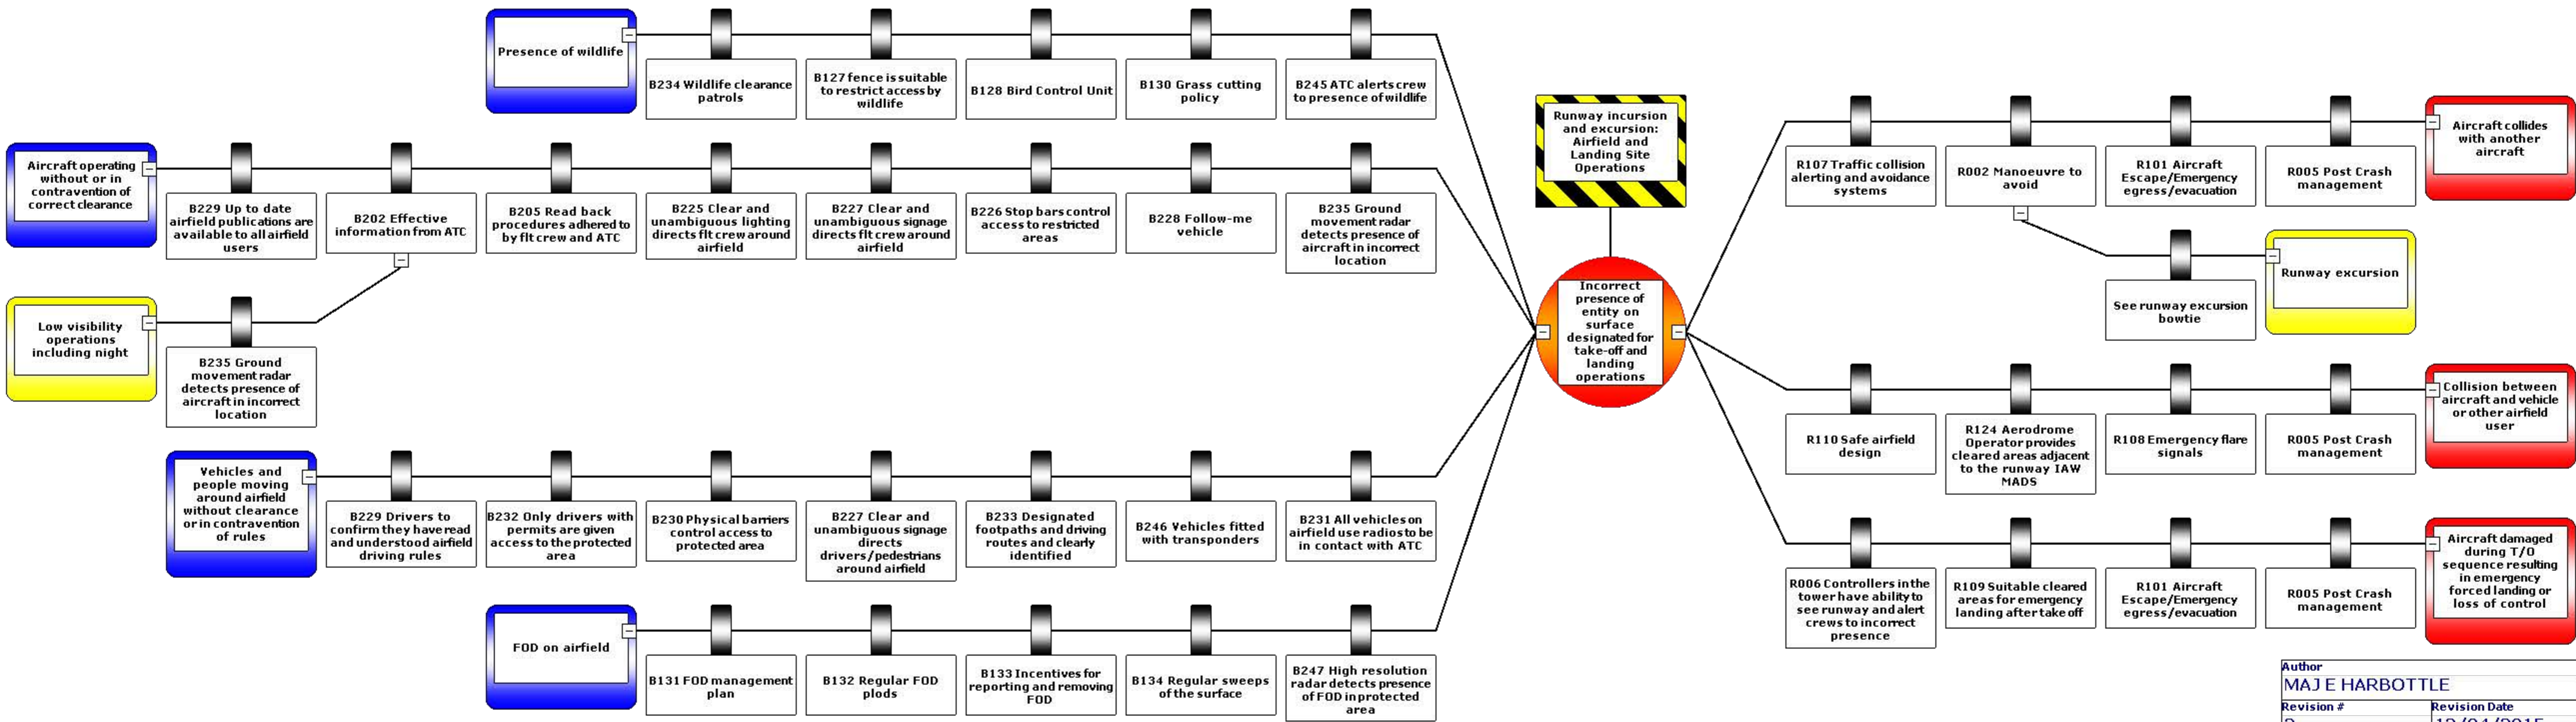 Presence of wildlife
B234 Wildlife clearance
patrols
B127 fence is suitable
to restrict access by
wildlife
B128 Bird Control Unit
B130 Grass cutting
policy
B245 ATC alerts crew
to presence of wildlife
Aircraft operating
without or in
contravention of
correct clearance
B229 Up to date
airfield publications are
available to all airfield
users
B202 Effective
information from ATC
B205 Read back
procedures adhered to
by flt crew and ATC
B225 Clear and
unambiguous lighting
directs flt crew around
airfield
B227 Clear and
unambiguous signage
directs flt crew around
airfield
B226 Stop bars control
access to restricted
areas
B228 Follow-me
vehicle
B235 Ground
movement radar
detects presence of
aircraft in incorrect
location
Low visibility
operations
including night
B235 Ground
movement radar
detects presence of
aircraft in incorrect
location
Vehicles and
people moving
around airfield
without clearance
or in contravention
of rules
B229 Drivers to
confirm they have read
and understood airfield
driving rules
B232 Only drivers with
permits are given
access to the protected
area
B230 Physical barriers
control access to
protected area
B227 Clear and
unambiguous signage
directs
drivers/pedestrians
around airfield
B233 Designated
footpaths and driving
routes and clearly
identified
B246 Vehicles fitted
with transponders
B231 All vehicles on
airfield use radios to be
in contact with ATC
FOD on airfield
B131 FOD management
plan
B132 Regular FOD
plods
B133 Incentives for
reporting and removing
FOD
B134 Regular sweeps
of the surface
B247 High resolution
radar detects presence
of FOD in protected
area
Runway incursion
and excursion:
Airfield and
Landing Site
Operations
Incorrect
presence of
entity on
surface
designated for
take-off and
landing
operations
R107 Traffic collision
alerting and avoidance
systems
R002 Manoeuvre to
avoid
R101 Aircraft
Escape/Emergency
egress/evacuation
R005 Post Crash
management
Aircraft collides
with another
aircraft
See runway excursion
bowtie
Runway excursion
R110 Safe airfield
design
R124 Aerodrome
Operator provides
cleared areas adjacent
to the runway IAW
MADS
R108 Emergency flare
signals
R005 Post Crash
management
Collision between
aircraft and vehicle
or other airfield
user
R006 Controllers in the
tower have ability to
see runway and alert
crews to incorrect
presence
R109 Suitable cleared
areas for emergency
landing after take off
R101 Aircraft
Escape/Emergency
egress/evacuation
R005 Post Crash
management
Aircraft damaged
during T/O
sequence resulting
in emergency
forced landing or
loss of control
Author
MAJ E HARBOTTLE
Revision #
Revision Date